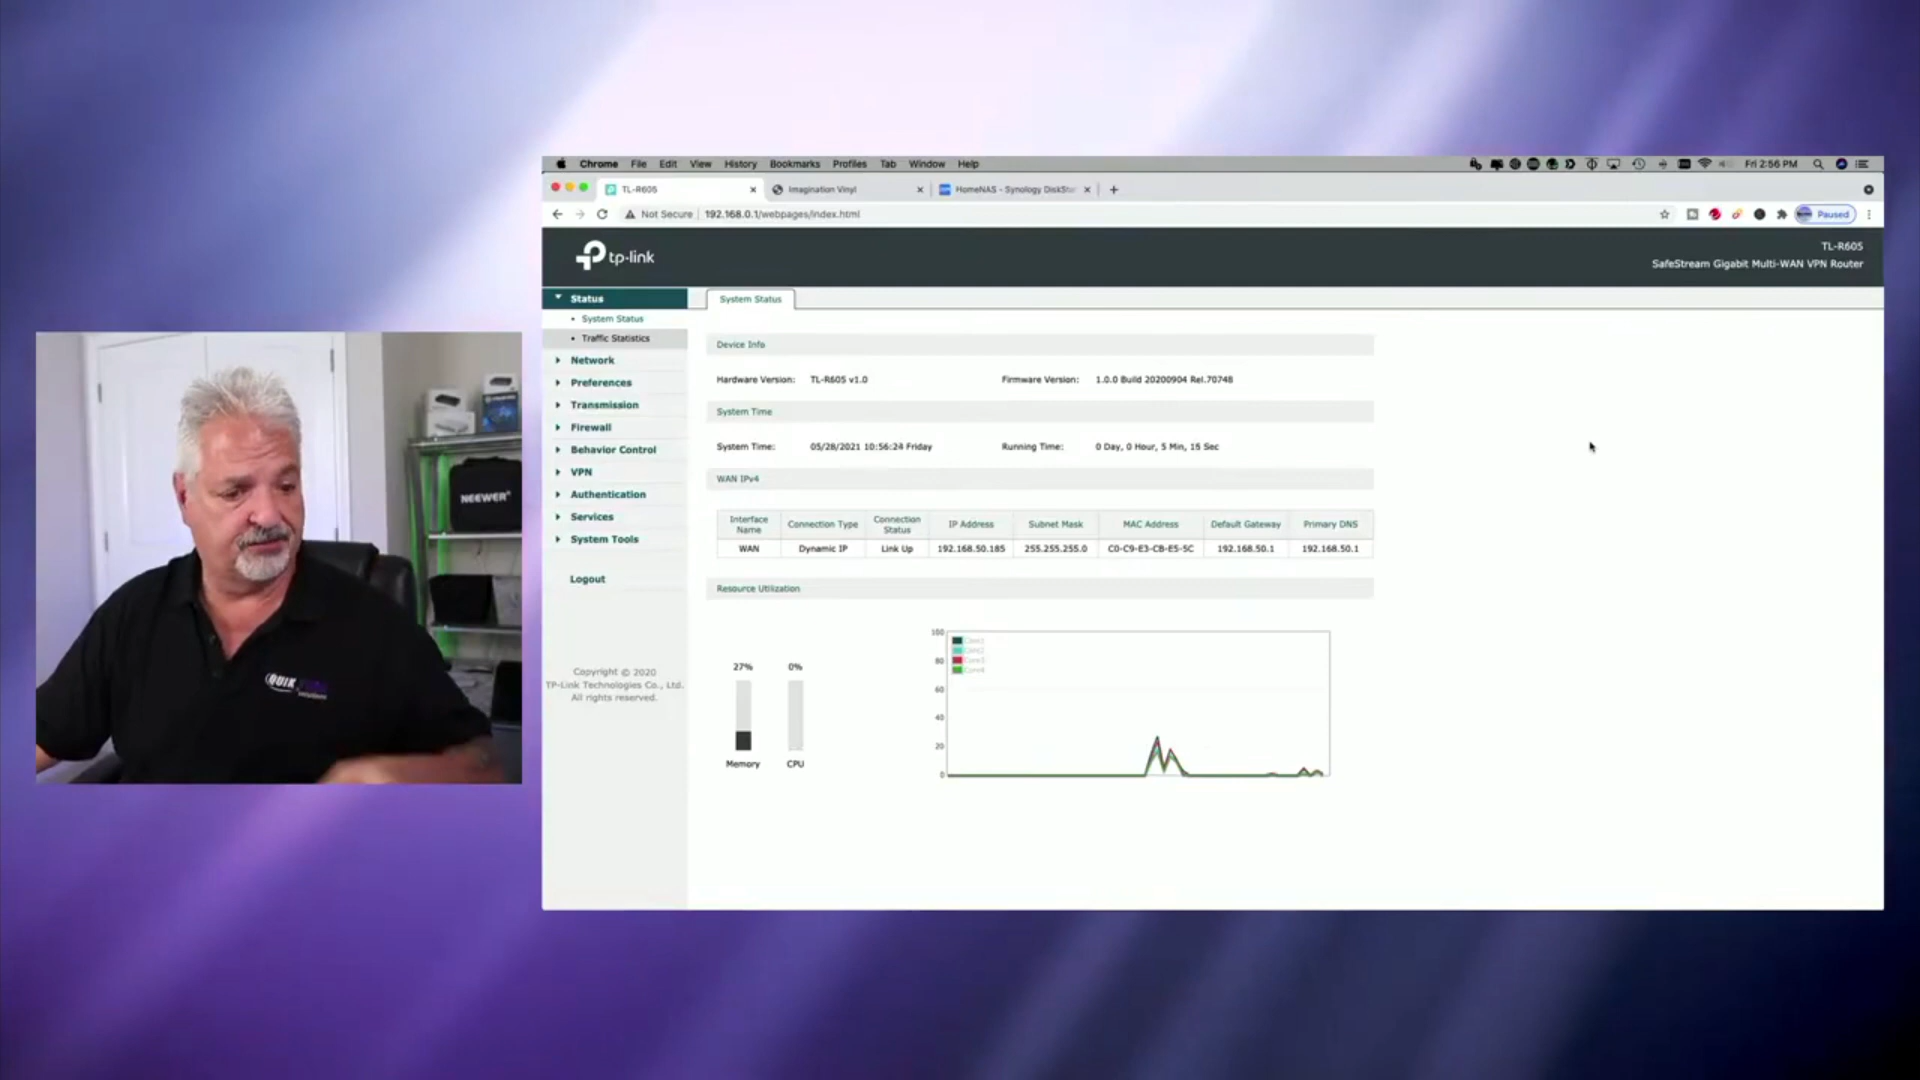 Chrome File Edit View History Bookmarks Profiles Tab Window Help
Fri 2:56 PM
TL-R605
Imagination Vinyl
HomeNAS - Synology DiskStat
Not Secure 192.168.0.1/webpages/index.html
Paused
tp-link
TL-R605
SafeStream Gigabit Multi-WAN VPN Router
Status
System Status
Traffic Statistics
Network
Preferences
Transmission
Firewall
Behavior Control
VPN
Authentication
Services
System Tools
Logout
Copyright © 2020
TP-Link Technologies Co., Ltd.
All rights reserved.
System Status
Device Info
Hardware Version: TL-R605 v1.0 Firmware Version: 1.0.0 Build 20200904 Rel.70748
System Time
System Time: 05/28/2021 10:56:24 Friday Running Time: 0 Day, 0 Hour, 5 Min, 15 Sec
WAN IPv4
Interface Name Connection Type Connection Status IP Address Subnet Mask MAC Address Default Gateway Primary DNS
WAN Dynamic IP Link Up 192.168.50.185 255.255.255.0 C0-C9-E3-CB-E5-5C 192.168.50.1 192.168.50.1
Resource Utilization
27% 0%
Memory CPU
100
80
60
40
20
0
Core1
Core2
Core3
Core4
NEEWER
QUIK